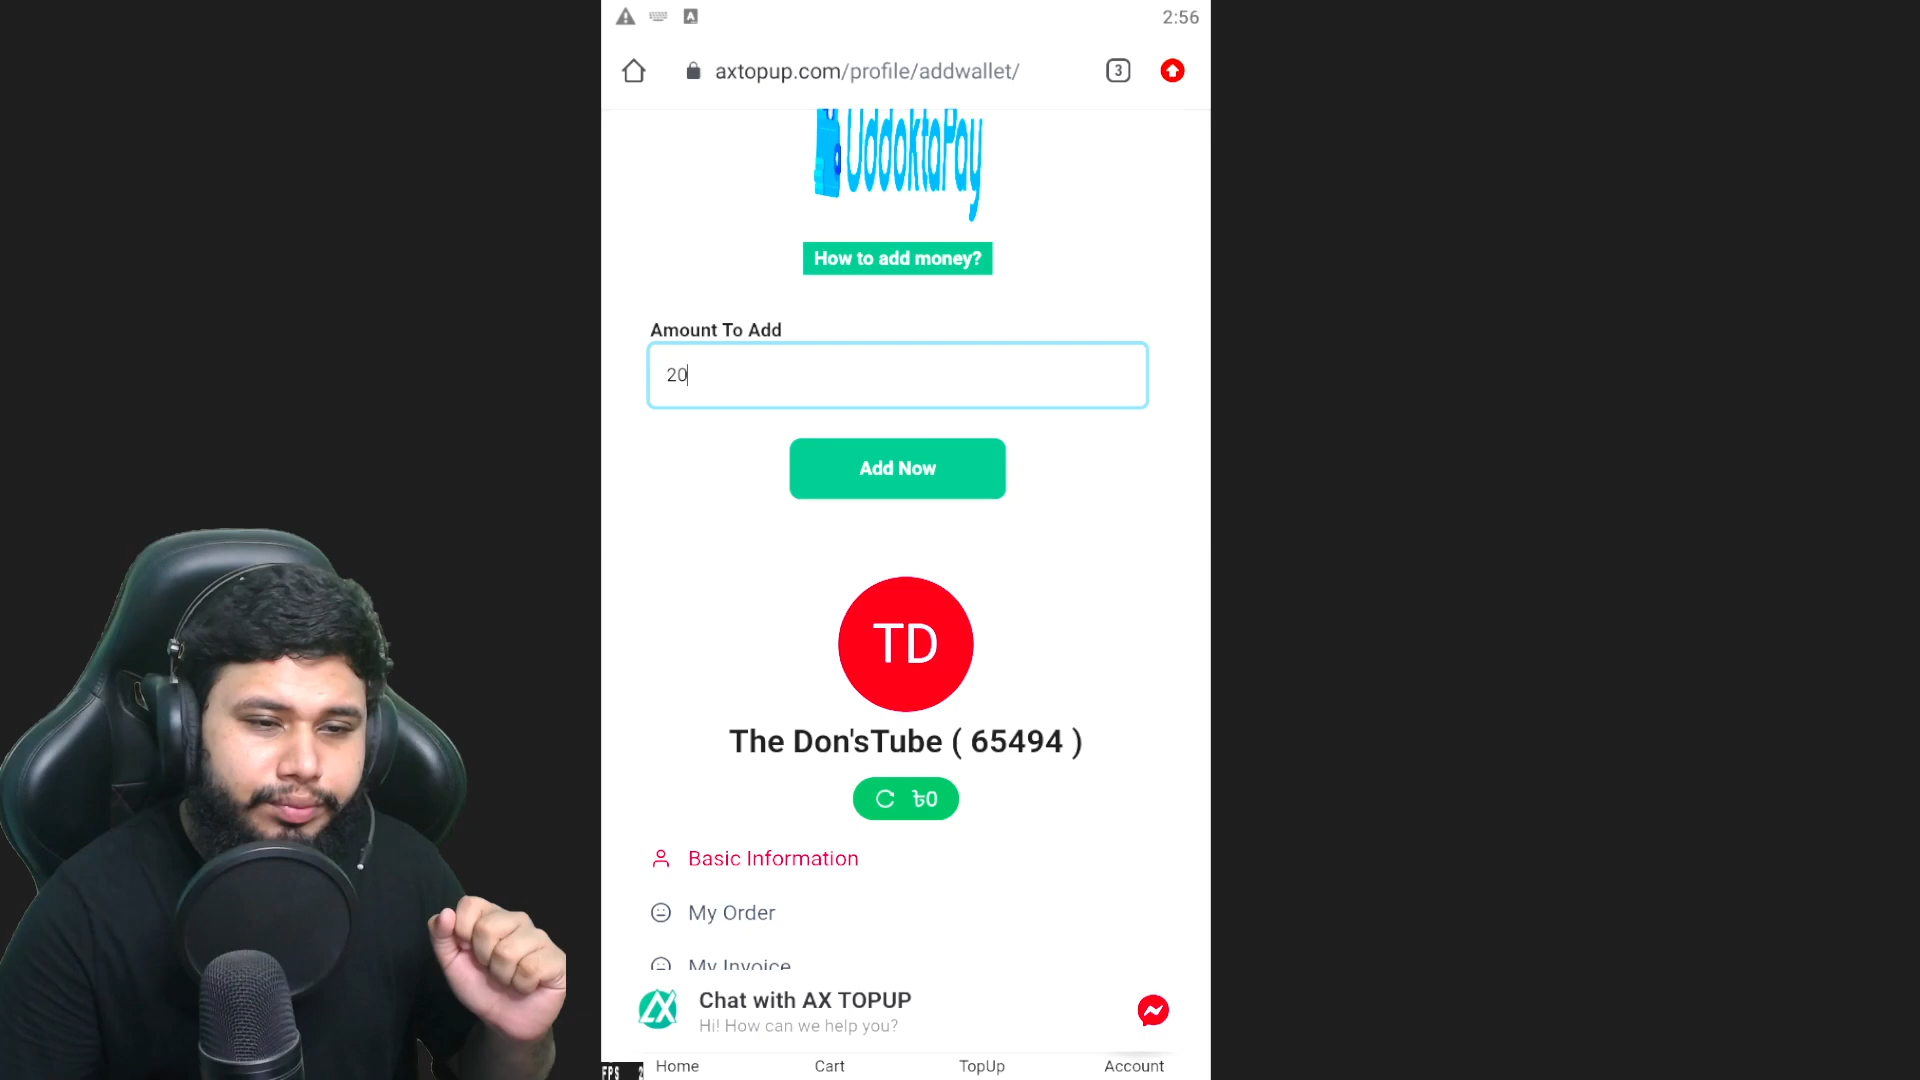 2:56
axtopup.com/profile/addwallet/
3
UddoktaPay
How to add money?
Amount To Add
20
Add Now
TD
The Don'sTube ( 65494 )
৳0
Basic Information
My Order
My Invoice
Chat with AX TOPUP
Hi! How can we help you?
Home
Cart
TopUp
Account
FPS